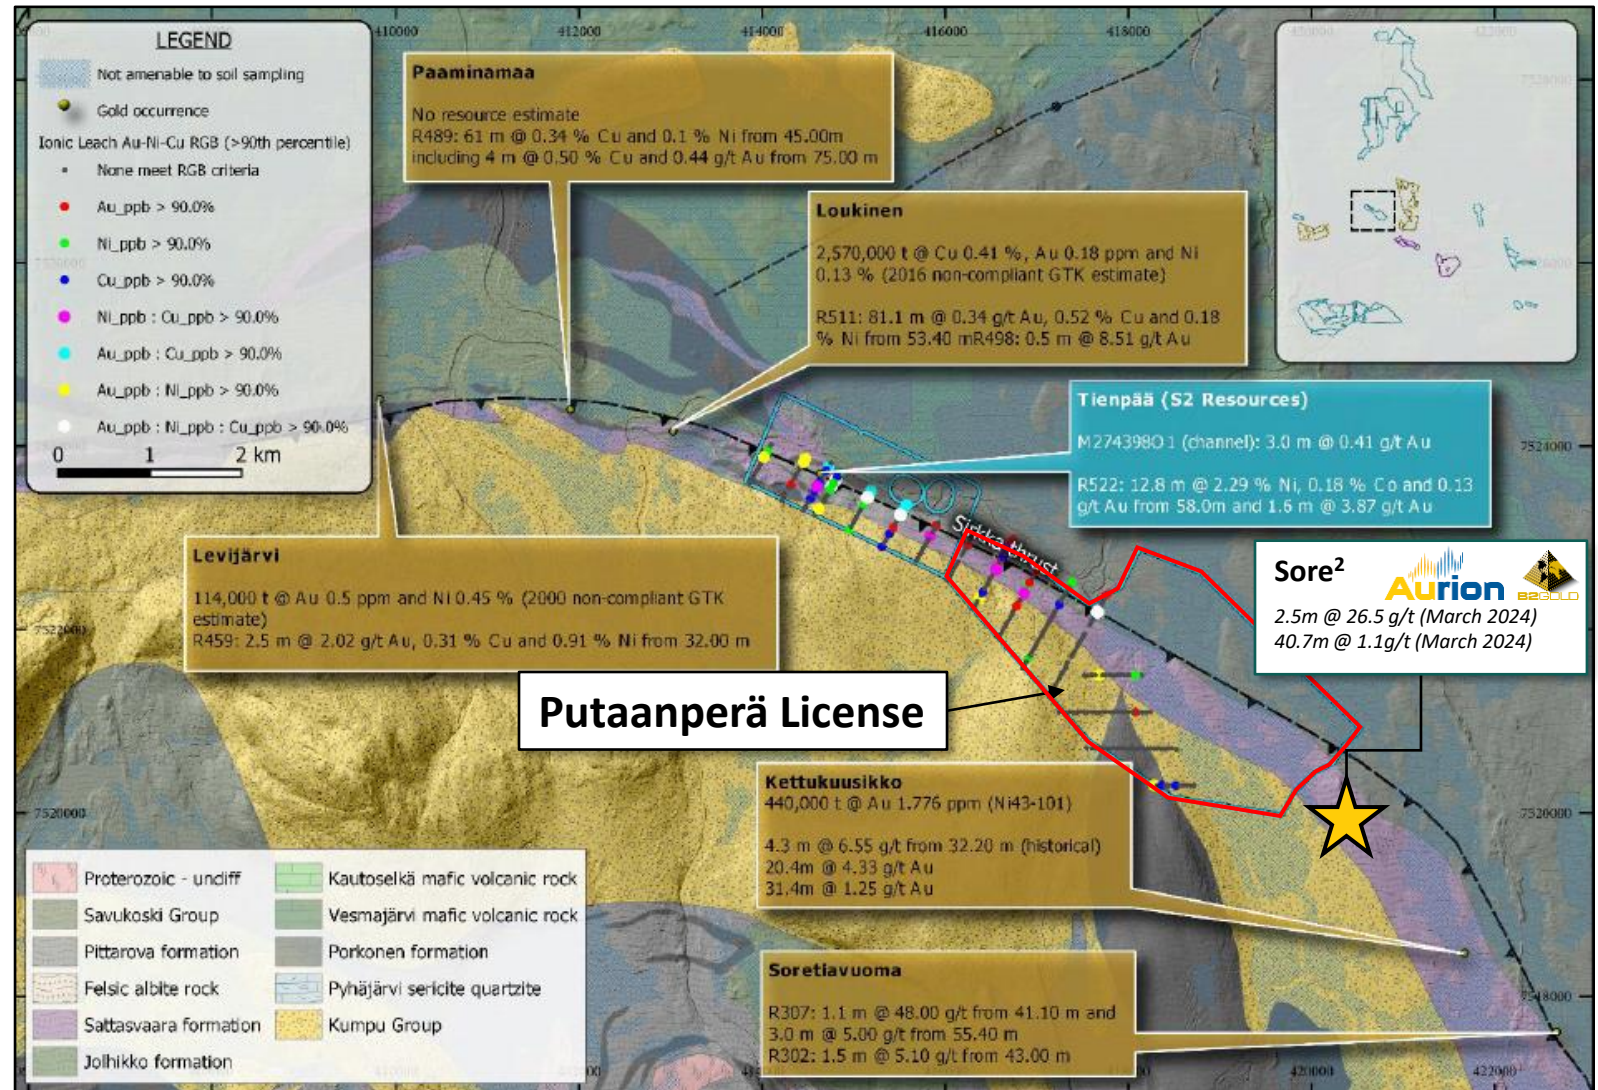 LEGEND
Not amenable to soil sampling
Gold occurrence
Ionic Leach Au-Ni-Cu RGB (>90th percentile)
None meet RGB criteria
Au_ppb > 90.0%
Ni_ppb > 90.0%
Cu_ppb > 90.0%
Ni_ppb : Cu_ppb > 90.0%
Au_ppb : Cu_ppb > 90.0%
Au_ppb : Ni_ppb > 90.0%
Au_ppb : Ni_ppb : Cu_ppb > 90.0%
0 1 2 km
410000
412000
414000
416000
418000
Paaminamaa
No resource estimate
R489: 61 m @ 0.34 % Cu and 0.1 % Ni from 45.00m
including 4 m @ 0.50 % Cu and 0.44 g/t Au from 75.00 m
Loukinen
2,570,000 t @ Cu 0.41 %, Au 0.18 ppm and Ni
0.13 % (2016 non-compliant GTK estimate)
R511: 81.1 m @ 0.34 g/t Au, 0.52 % Cu and 0.18
% Ni from 53.40 mR498: 0.5 m @ 8.51 g/t Au
Tienpää (S2 Resources)
M274398O1 (channel): 3.0 m @ 0.41 g/t Au
R522: 12.8 m @ 2.29 % Ni, 0.18 % Co and 0.13
g/t Au from 58.0m and 1.6 m @ 3.87 g/t Au
7524000
Sirkka thrust
Levijärvi
114,000 t @ Au 0.5 ppm and Ni 0.45 % (2000 non-compliant GTK
estimate)
R459: 2.5 m @ 2.02 g/t Au, 0.31 % Cu and 0.91 % Ni from 32.00 m
7522000
Sore²
Aurion
B2GOLD
2.5m @ 26.5 g/t (March 2024)
40.7m @ 1.1g/t (March 2024)
Putaanperä License
Kettukuusikko
440,000 t @ Au 1.776 ppm (Ni43-101)
4.3 m @ 6.55 g/t from 32.20 m (historical)
20.4m @ 4.33 g/t Au
31.4m @ 1.25 g/t Au
7520000
7520000
Soretiavuoma
R307: 1.1 m @ 48.00 g/t from 41.10 m and
3.0 m @ 5.00 g/t from 55.40 m
R302: 1.5 m @ 5.10 g/t from 43.00 m
7518000
Proterozoic - undiff
Savukoski Group
Pittarova formation
Felsic albite rock
Sattasvaara formation
Jolhikko formation
Kautoselkä mafic volcanic rock
Vesmajärvi mafic volcanic rock
Porkonen formation
Pyhäjärvi sericite quartzite
Kumpu Group
420000
422000